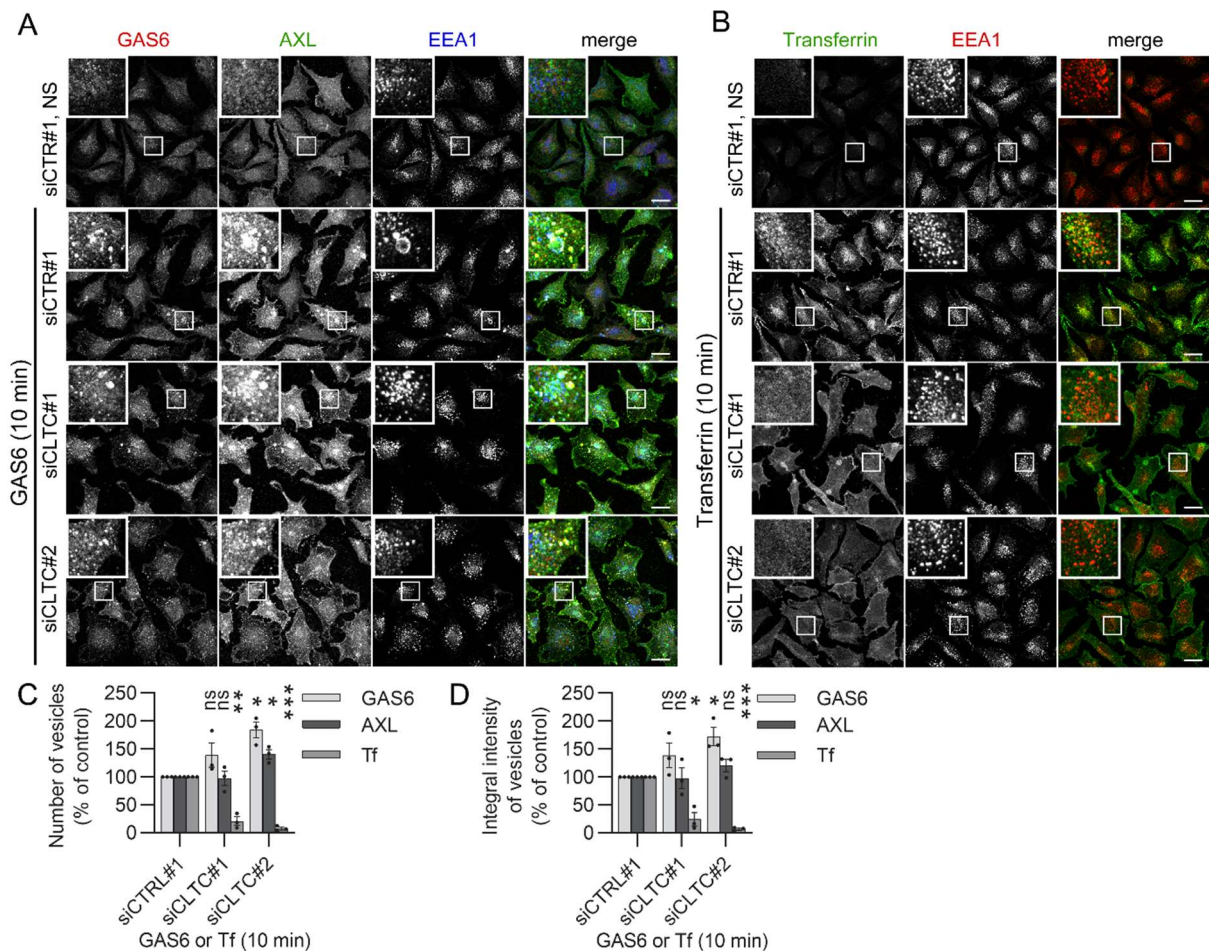 A
GAS6 AXL EEA1 merge
siCTR#1, NS
GAS6 (10 min)
siCTR#1
siCLTC#1
siCLTC#2
B
Transferrin EEA1 merge
siCTR#1, NS
Transferrin (10 min)
siCTR#1
siCLTC#1
siCLTC#2
C
Number of vesicles
(% of control)
250
200
150
100
50
0
ns ns ** * * ***
GAS6
AXL
Tf
siCTRL#1 siCLTC#1 siCLTC#2
GAS6 or Tf (10 min)
D
Integral intensity
of vesicles
(% of control)
250
200
150
100
50
0
ns ns * * ns ***
GAS6
AXL
Tf
siCTRL#1 siCLTC#1 siCLTC#2
GAS6 or Tf (10 min)